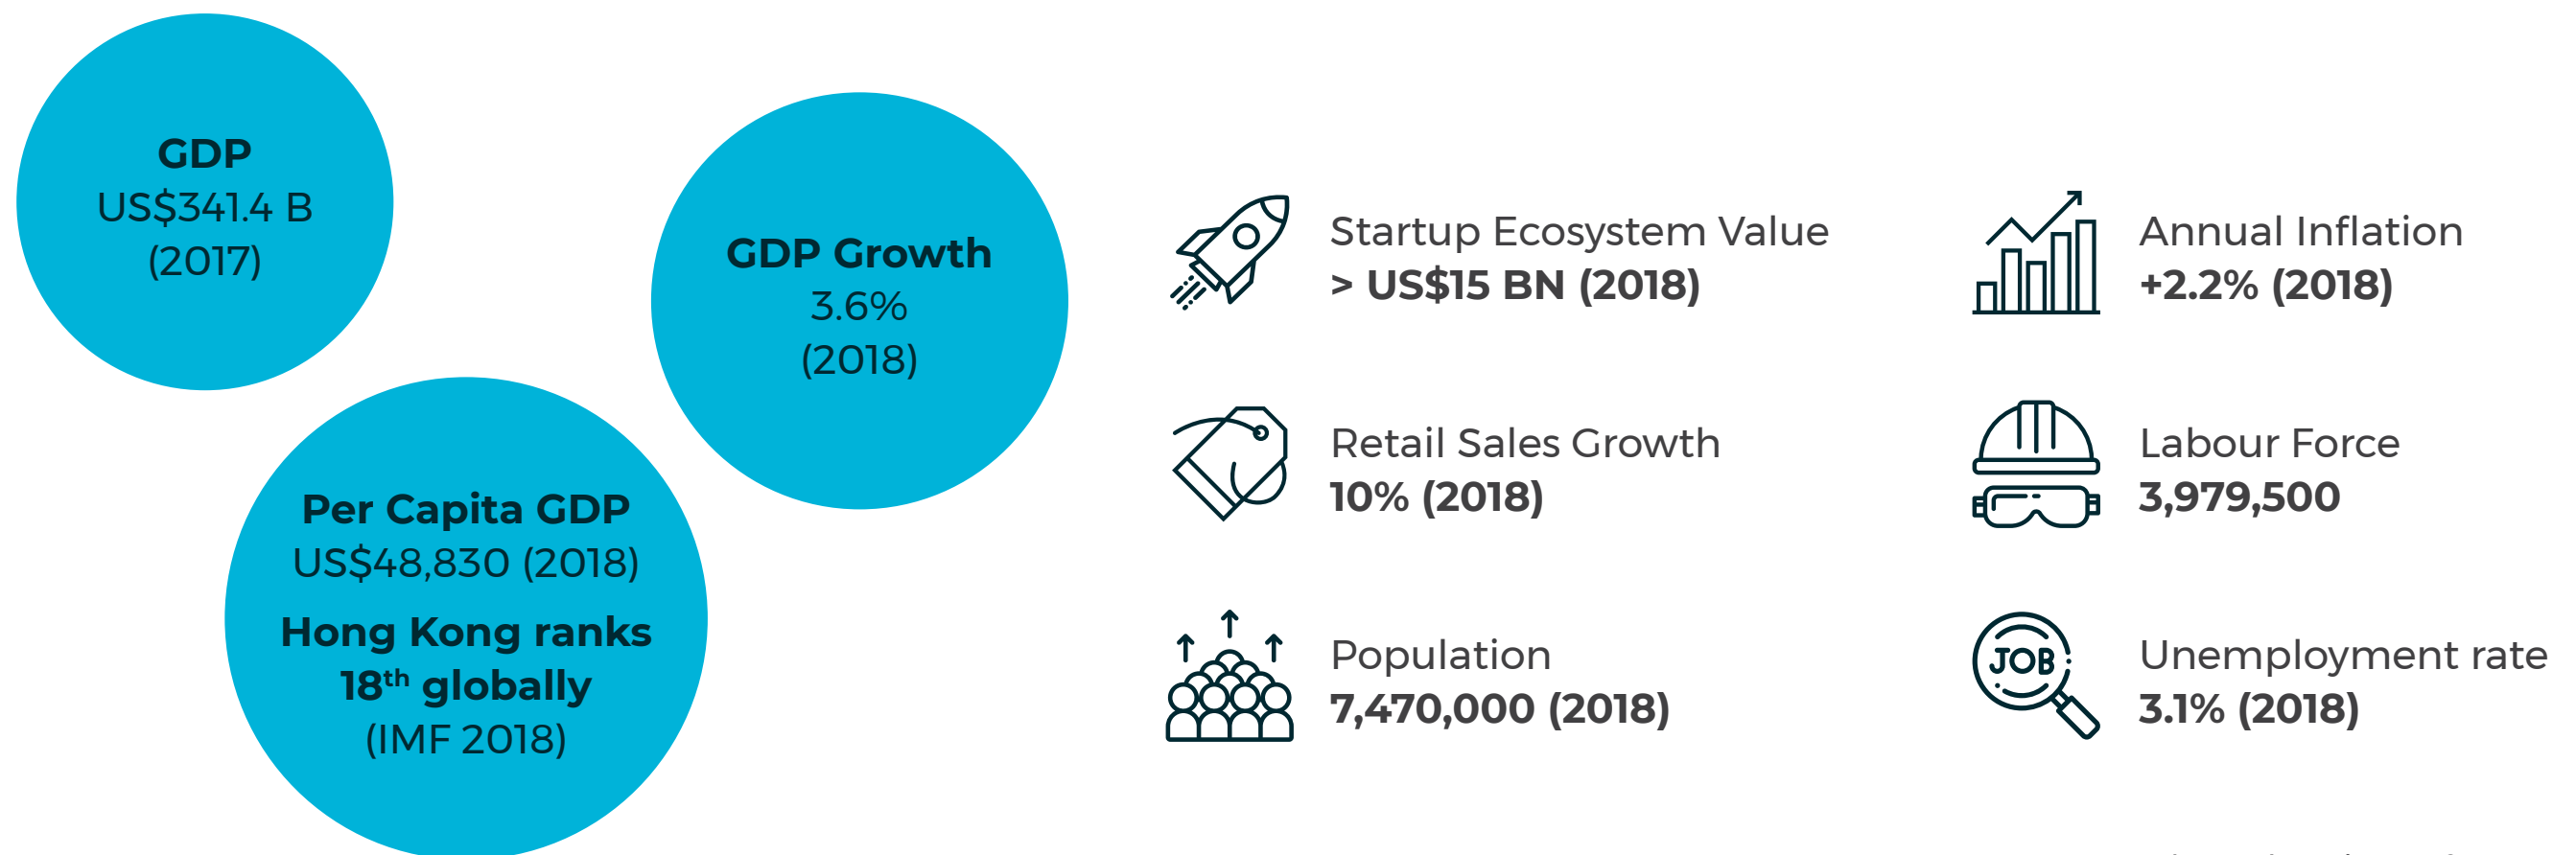 GDP
US$341.4 B
(2017)
GDP Growth
3.6%
(2018)
Per Capita GDP
US$48,830 (2018)
Hong Kong ranks
18th globally
(IMF 2018)
Startup Ecosystem Value
> US$15 BN (2018)
Retail Sales Growth
10% (2018)
Population
7,470,000 (2018)
Annual Inflation
+2.2% (2018)
Labour Force
3,979,500
JOB
Unemployment rate
3.1% (2018)